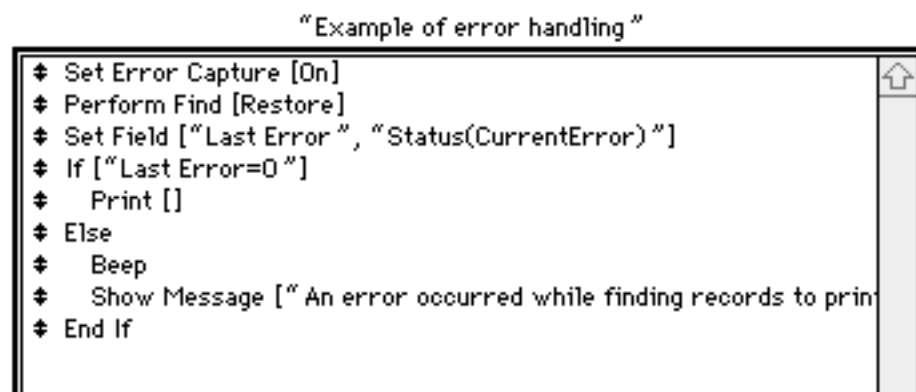 "Example of error handling"
Set Error Capture [On]
Perform Find [Restore]
Set Field ["Last Error", "Status(CurrentError)"]
If ["Last Error=0"]
Print []
Else
Beep
Show Message ["An error occurred while finding records to prin
End If